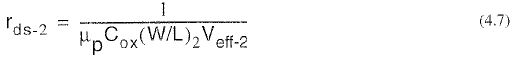 r_ds-2 = 1 / μ_p C_ox (W/L)_2 V_eff-2 (4.7)